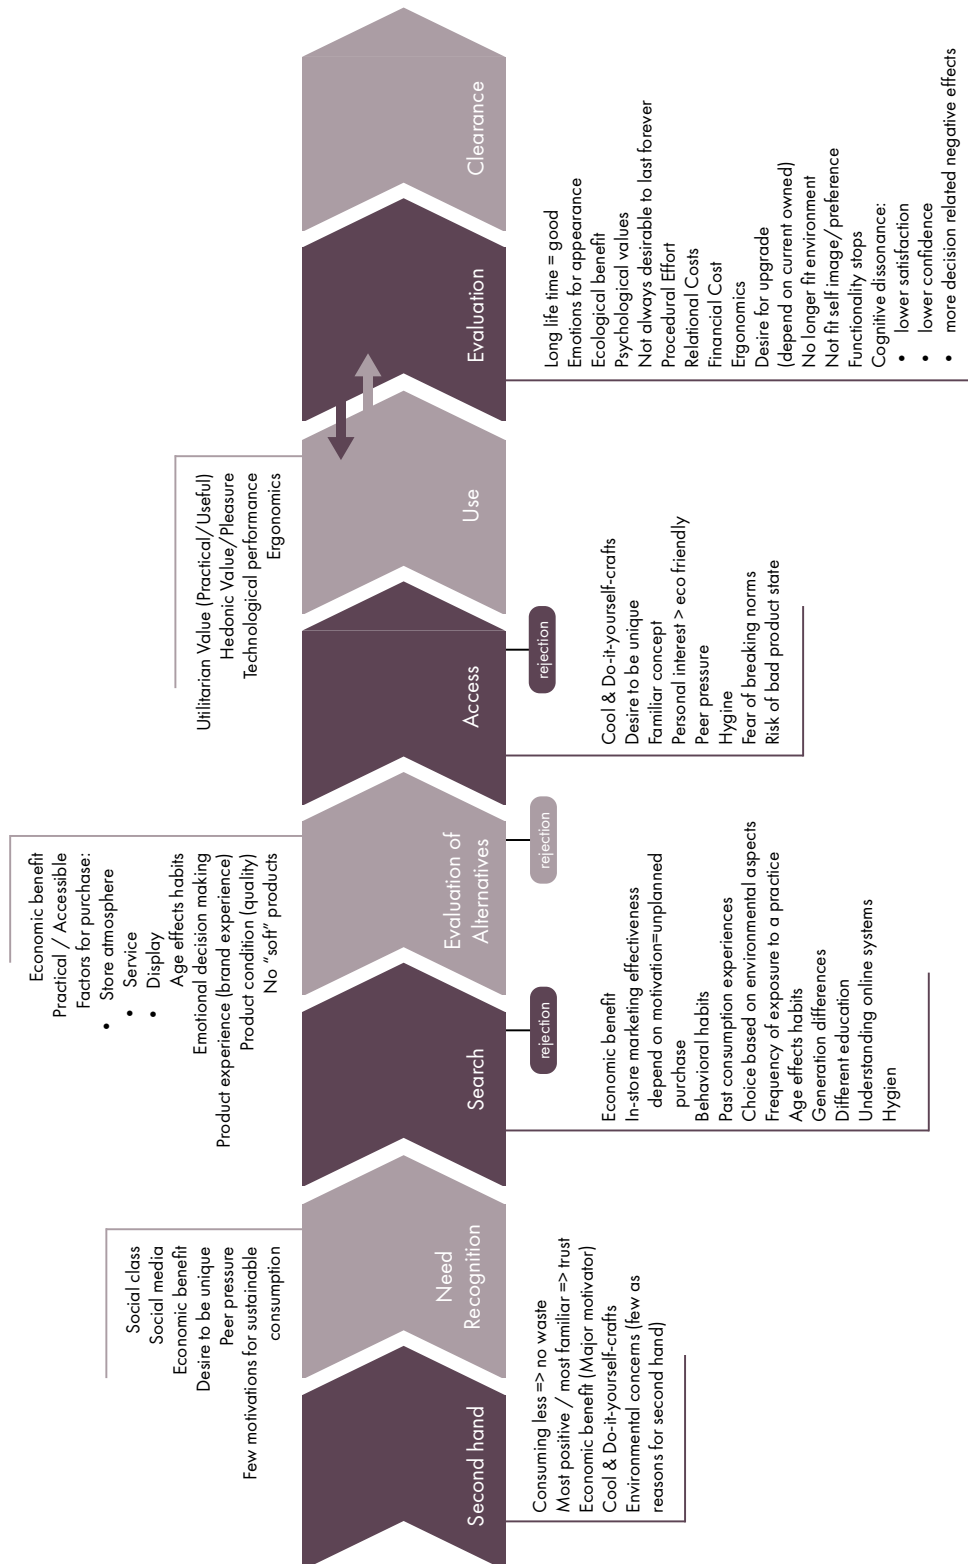 Second hand
Consuming less => no waste
Most positive / most familiar => trust
Economic benefit (Major motivator)
Cool & Do-it-yourself-crafts
Environmental concerns (few as
reasons for second hand)
Social class
Social media
Economic benefit
Desire to be unique
Peer pressure
Few motivations for sustainable
consumption
Need
Recognition
Search
rejection
Economic benefit
In-store marketing effectiveness
depend on motivation=unplanned
purchase
Behavioral habits
Past consumption experiences
Choice based on environmental aspects
Frequency of exposure to a practice
Age effects habits
Generation differences
Different education
Understanding online systems
Hygien
Economic benefit
Practical / Accessible
Factors for purchase:
• Store atmosphere
• Service
• Display
Age effects habits
Emotional decision making
Product experience (brand experience)
Product condition (quality)
No “soft” products
Evaluation of
Alternatives
rejection
Access
rejection
Cool & Do-it-yourself-crafts
Desire to be unique
Familiar concept
Personal interest > eco friendly
Peer pressure
Hygine
Fear of breaking norms
Risk of bad product state
Utilitarian Value (Practical/Useful)
Hedonic Value/Pleasure
Technological performance
Ergonomics
Use
Evaluation
Long life time = good
Emotions for appearance
Ecological benefit
Psychological values
Not always desirable to last forever
Procedural Effort
Relational Costs
Financial Cost
Ergonomics
Desire for upgrade
(depend on current owned)
No longer fit environment
Not fit self image/preference
Functionality stops
Cognitive dissonance:
• lower satisfaction
• lower confidence
• more decision related negative effects
Clearance